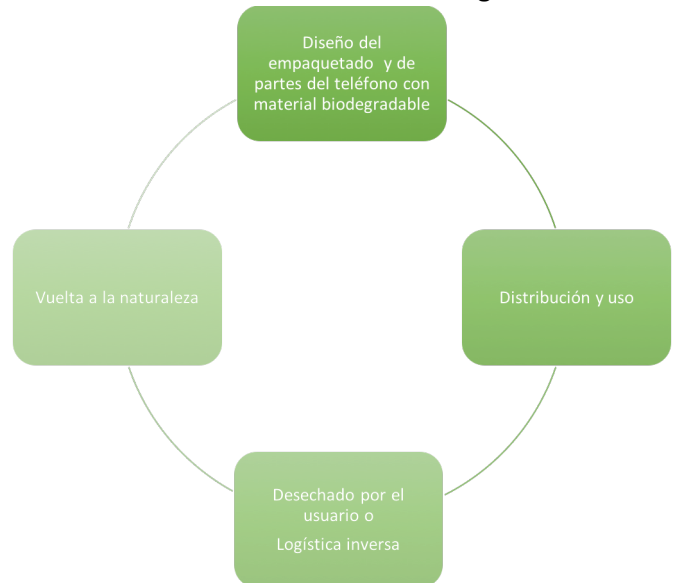 Diseño del
empaquetado y de
partes del teléfono con
material biodegradable
Distribución y uso
Desechado por el
usuario o
Logística inversa
Vuelta a la naturaleza